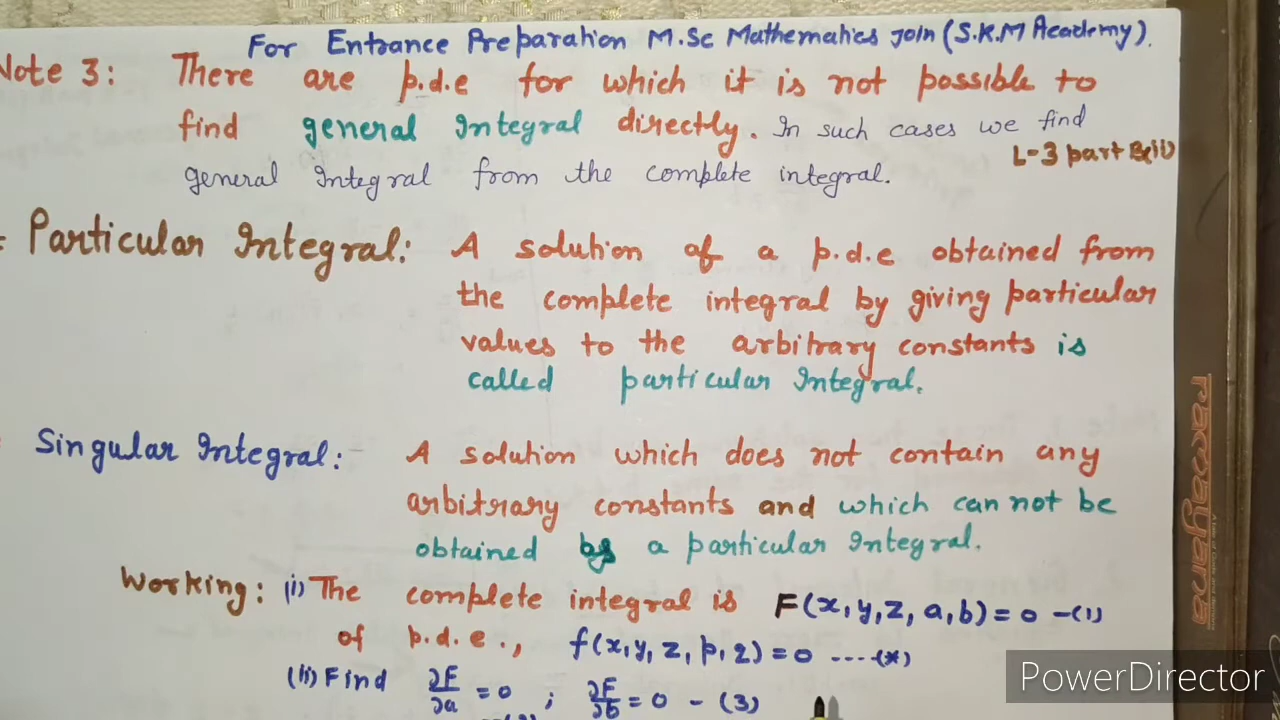 For Entrance Preparation M.Sc Mathematics Join (S.K.M Academy).
Note 3: There are p.d.e for which it is not possible to
find general Integral directly. In such cases we find
L-3 part B(ii)
general Integral from the complete integral.
Particular Integral: A solution of a p.d.e obtained from
the complete integral by giving particular
values to the arbitrary constants is
called particular Integral.
Singular Integral: A solution which does not contain any
arbitrary constants and which can not be
obtained by a particular Integral.
Working: (i) The complete integral is F(x,y,z,a,b)=0 -(1)
of p.d.e., f(x,y,z,p,q)=0 ----(*)
(ii) Find ∂F/∂a =0 ; ∂F/∂b =0 - (3)
PowerDirector